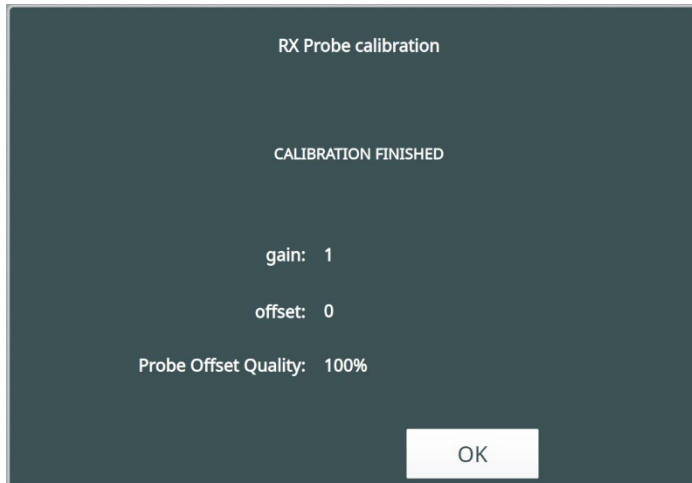 RX Probe calibration
CALIBRATION FINISHED
gain: 1
offset: 0
Probe Offset Quality: 100%
OK